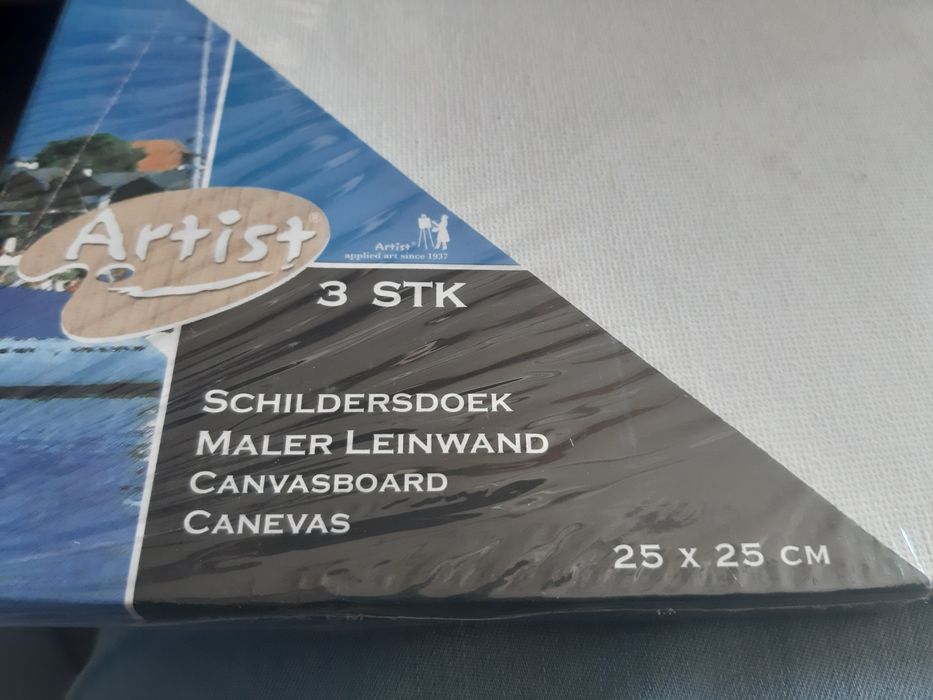 Artist®
Artist®
applied art since 1937
3 STK
SCHILDERSDOEK
MALER LEINWAND
CANVASBOARD
CANEVAS
25 X 25 CM